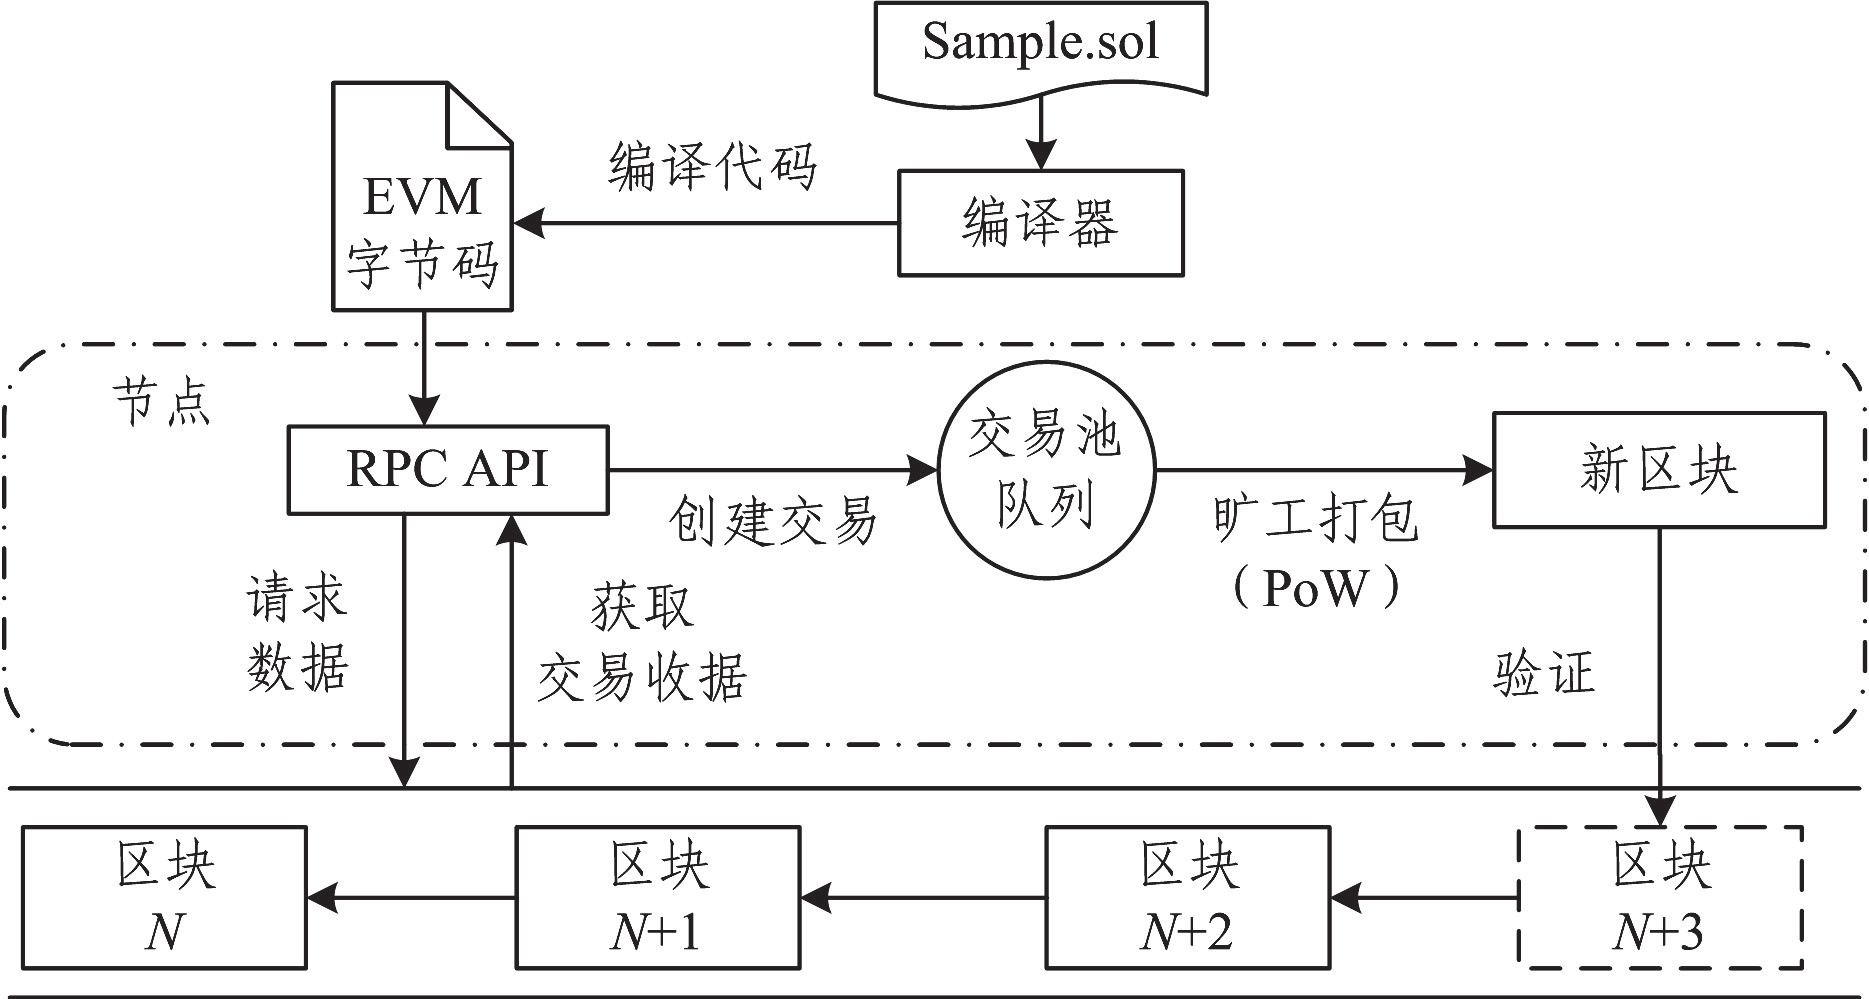 Sample.sol
编译代码
EVM
字节码
编译器
节点
RPC API
创建交易
交易池
队列
旷工打包
（PoW）
新区块
请求
数据
获取
交易收据
验证
区块
N
区块
N+1
区块
N+2
区块
N+3